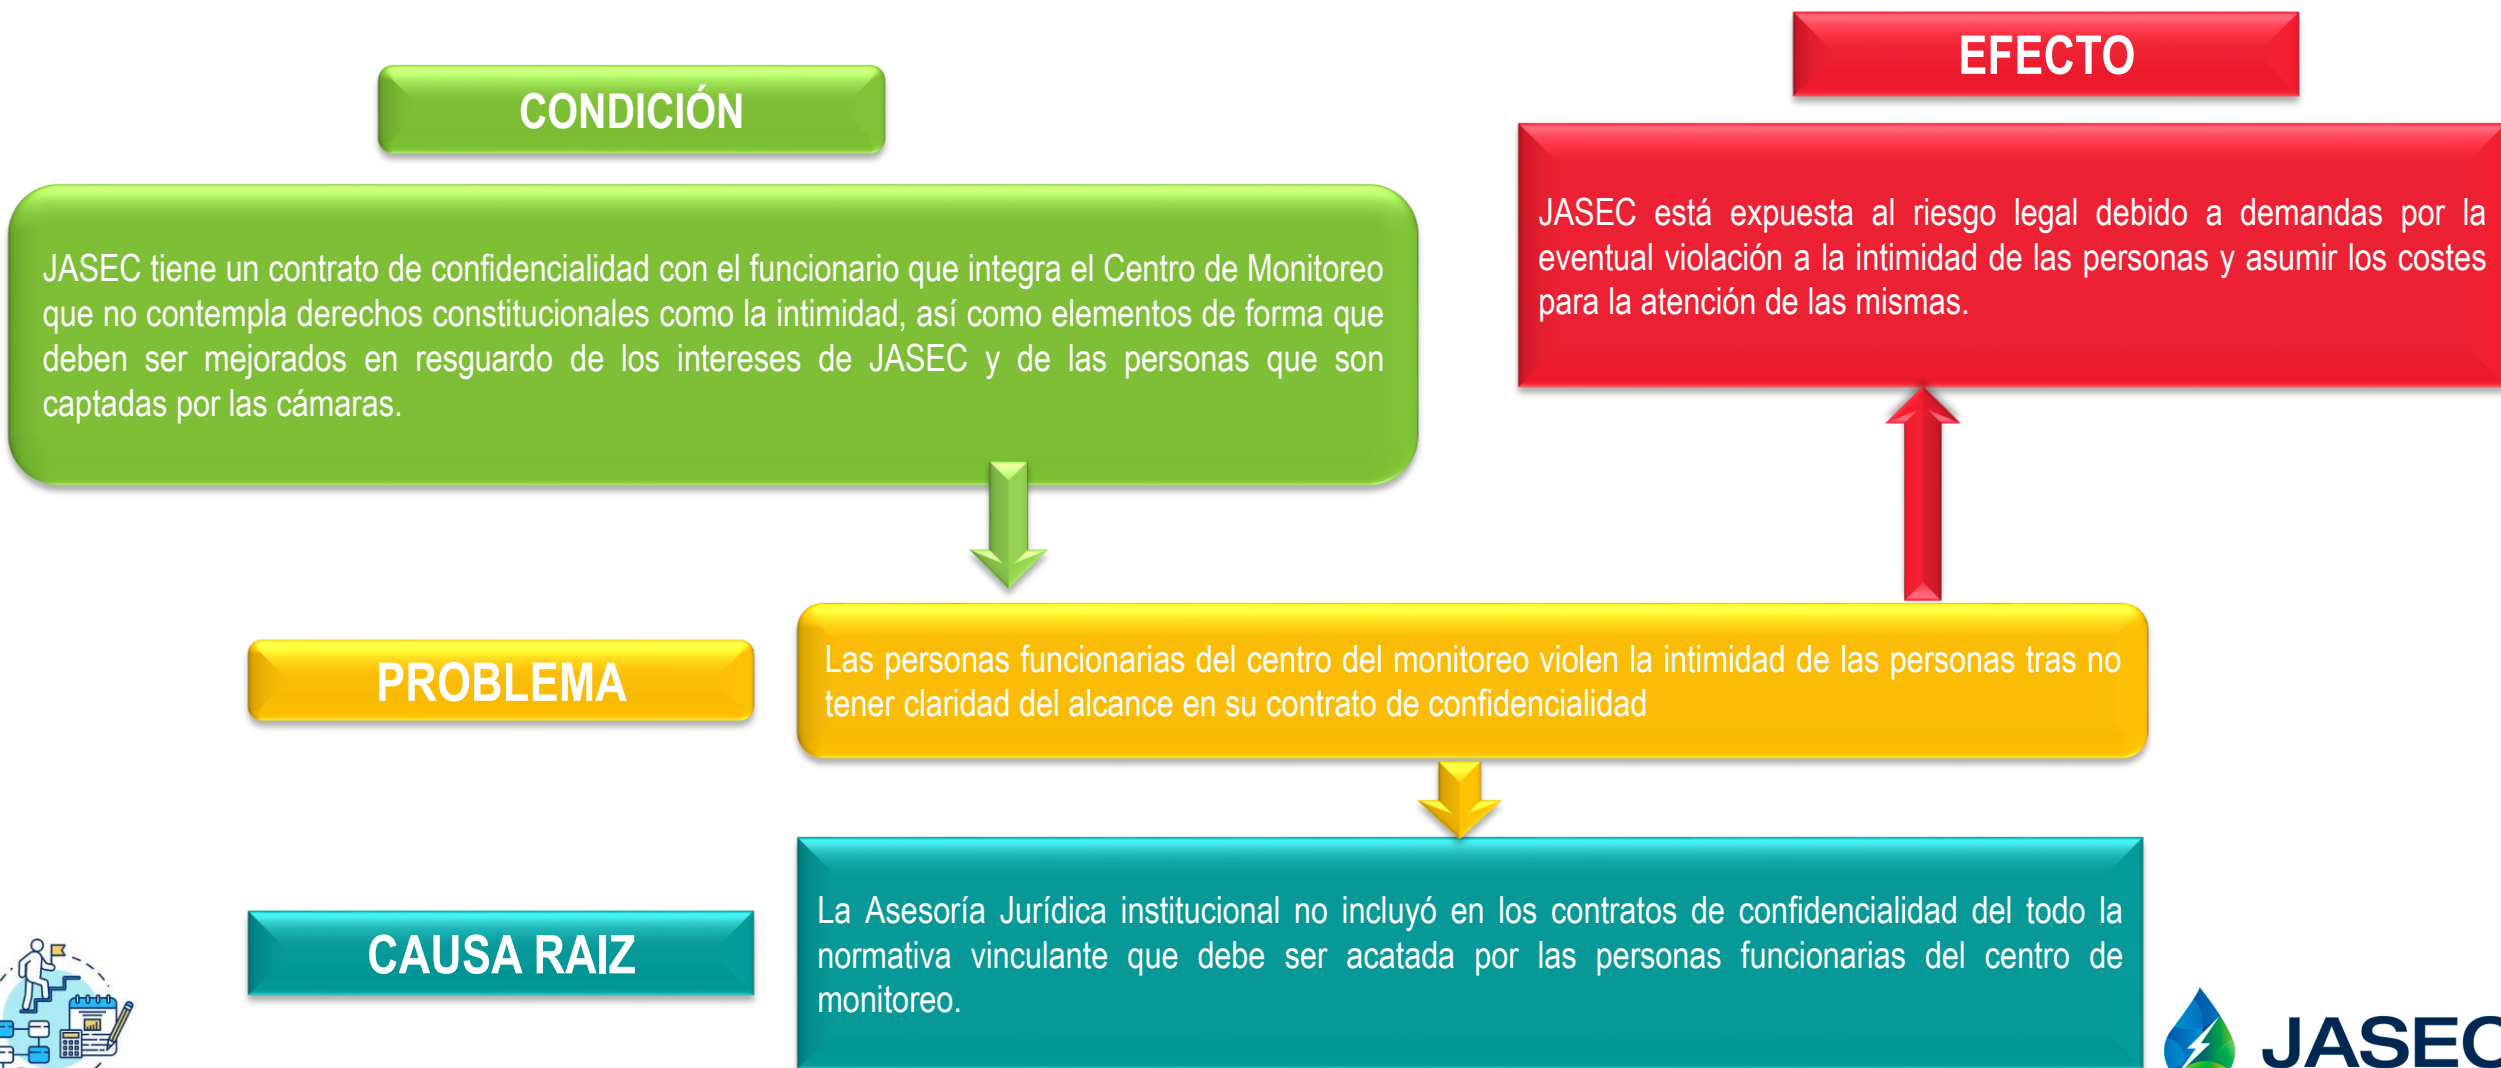 CONDICIÓN
JASEC tiene un contrato de confidencialidad con el funcionario que integra el Centro de Monitoreo
que no contempla derechos constitucionales como la intimidad, así como elementos de forma que
deben ser mejorados en resguardo de los intereses de JASEC y de las personas que son
captadas por las cámaras.
EFECTO
JASEC está expuesta al riesgo legal debido a demandas por la
eventual violación a la intimidad de las personas y asumir los costes
para la atención de las mismas.
PROBLEMA
Las personas funcionarias del centro del monitoreo violen la intimidad de las personas tras no
tener claridad del alcance en su contrato de confidencialidad
CAUSA RAIZ
La Asesoría Jurídica institucional no incluyó en los contratos de confidencialidad del todo la
normativa vinculante que debe ser acatada por las personas funcionarias del centro de
monitoreo.
JASEC